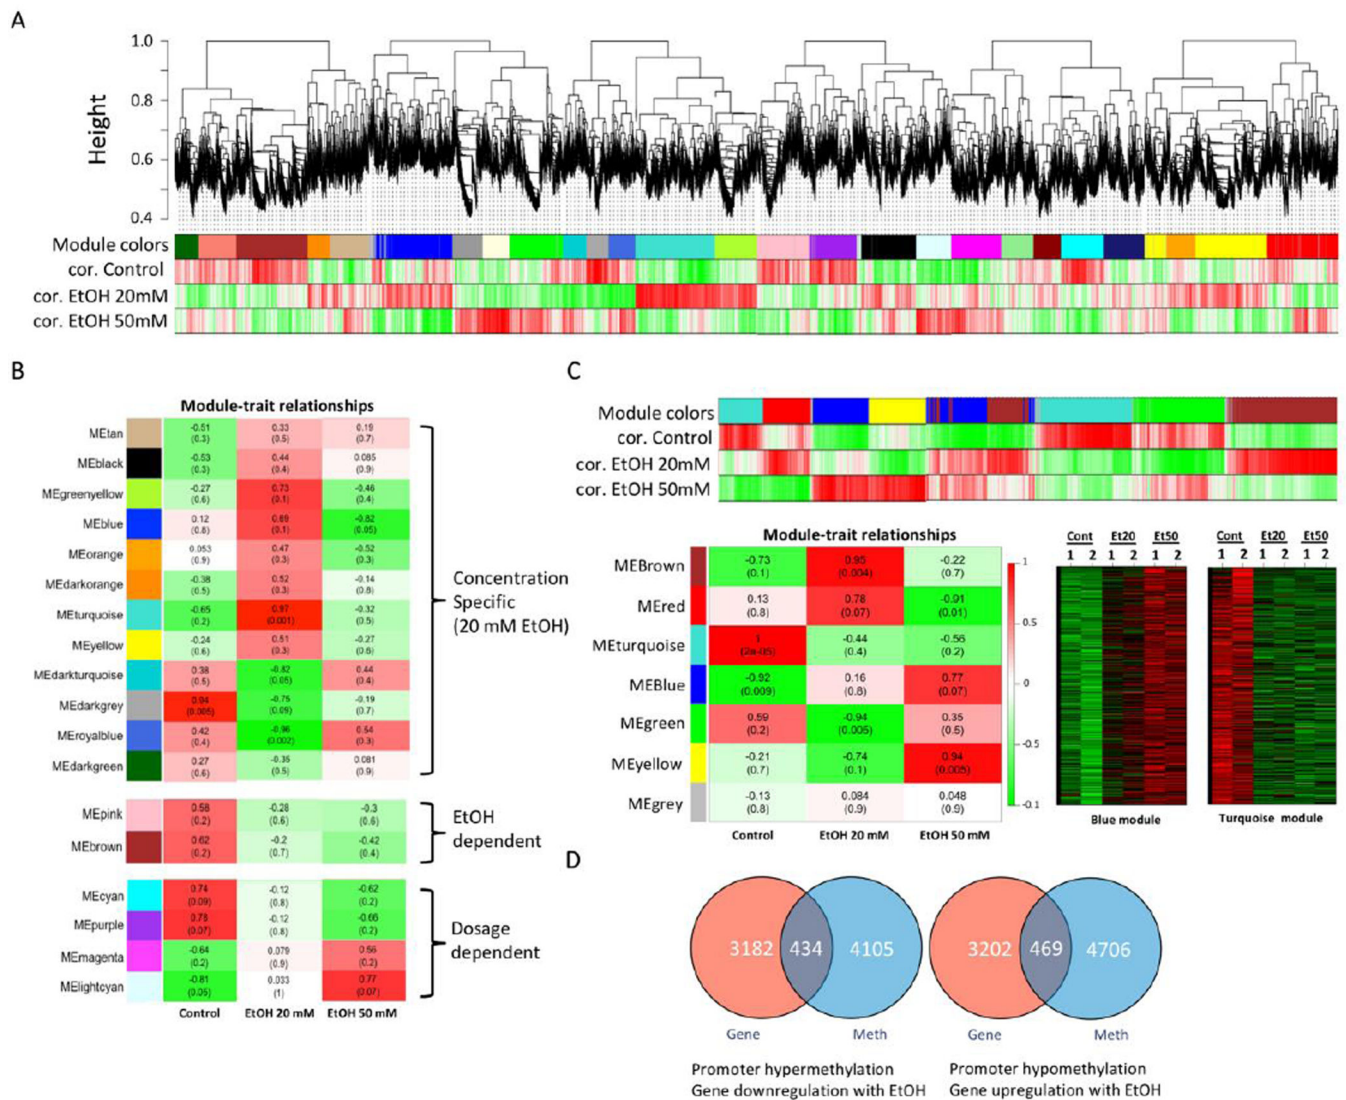 A
1.0
0.8
0.6
0.4
Height
Module colors
cor. Control
cor. EtOH 20mM
cor. EtOH 50mM
B
Module-trait relationships
MEtan -0.51 0.33 0.19
(0.3) (0.5) (0.7)
MEblack -0.53 0.44 0.085
(0.3) (0.4) (0.9)
MEgreenyellow -0.27 0.73 -0.46
(0.6) (0.1) (0.4)
MEblue 0.12 0.69 -0.82
(0.8) (0.1) (0.05)
MEorange 0.053 0.47 -0.52
(0.9) (0.3) (0.3)
MEdarkorange -0.38 0.52 -0.14
(0.5) (0.3) (0.8)
MEturquoise -0.65 0.97 -0.32
(0.2) (0.001) (0.5)
MEyellow -0.24 0.51 -0.27
(0.6) (0.3) (0.6)
MEdarkturquoise 0.38 -0.82 0.44
(0.5) (0.05) (0.4)
MEdarkgrey 0.94 -0.75 -0.19
(0.005) (0.09) (0.7)
MEroyalblue 0.42 -0.96 0.54
(0.4) (0.002) (0.3)
MEdarkgreen 0.27 -0.35 0.081
(0.6) (0.5) (0.9)
Concentration
Specific
(20 mM EtOH)
MEpink 0.58 -0.28 -0.3
(0.2) (0.6) (0.6)
MEbrown 0.62 -0.2 -0.42
(0.2) (0.7) (0.4)
EtOH
dependent
MEcyan 0.74 -0.12 -0.62
(0.09) (0.8) (0.2)
MEpurple 0.78 -0.12 -0.66
(0.07) (0.8) (0.2)
MEmagenta -0.64 0.079 0.56
(0.2) (0.9) (0.2)
MElightcyan -0.81 0.033 0.77
(0.05) (1) (0.07)
Dosage
dependent
Control EtOH 20 mM EtOH 50 mM
C
Module colors
cor. Control
cor. EtOH 20mM
cor. EtOH 50mM
Module-trait relationships
MEBrown -0.73 0.95 -0.22
(0.1) (0.004) (0.7)
MEred 0.13 0.78 -0.91
(0.8) (0.07) (0.01)
MEturquoise 1 -0.44 -0.56
(2e-05) (0.4) (0.2)
MEBlue -0.92 0.16 0.77
(0.009) (0.8) (0.07)
MEgreen 0.59 -0.94 0.35
(0.2) (0.005) (0.5)
MEyellow -0.21 -0.74 0.94
(0.7) (0.1) (0.005)
MEgrey -0.13 0.084 0.048
(0.8) (0.9) (0.9)
Control EtOH 20 mM EtOH 50 mM
1
0.5
0
-0.5
-0.1
Cont Et20 Et50
1 2 1 2 1 2
Blue module
Cont Et20 Et50
1 2 1 2 1 2
Turquoise module
D
3182 434 4105
Gene Meth
Promoter hypermethylation
Gene downregulation with EtOH
3202 469 4706
Gene Meth
Promoter hypomethylation
Gene upregulation with EtOH